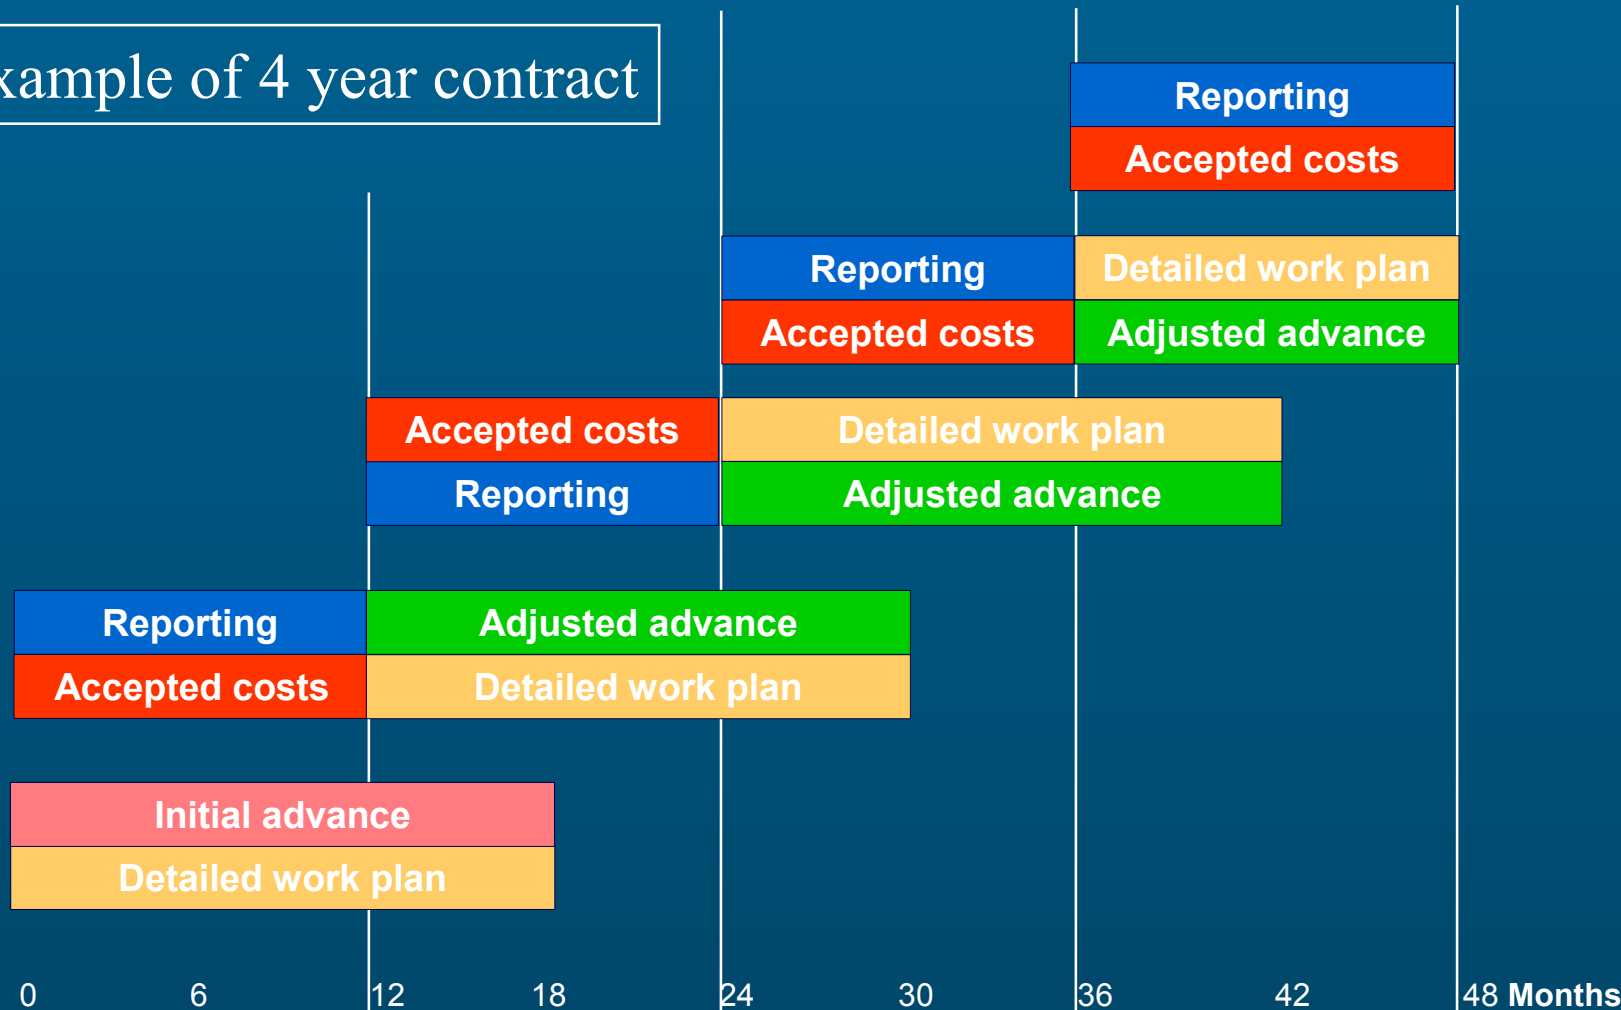 xample of 4 year contract
Reporting
Accepted costs
Reporting
Detailed work plan
Accepted costs
Adjusted advance
Accepted costs
Detailed work plan
Reporting
Adjusted advance
Reporting
Adjusted advance
Accepted costs
Detailed work plan
Initial advance
Detailed work plan
0 6 12 18 24 30 36 42 48 Months